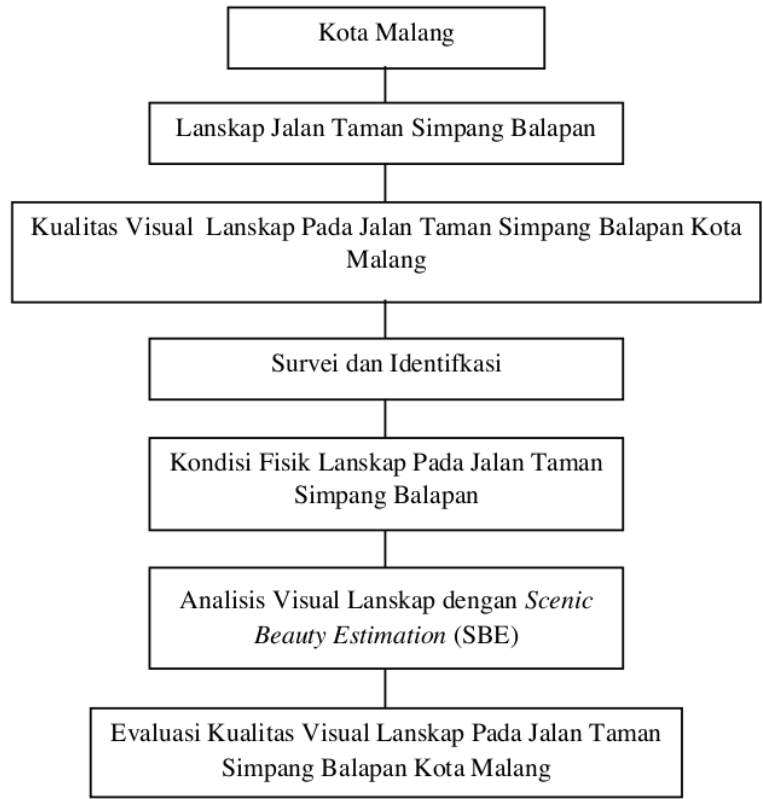 Kota Malang
Lanskap Jalan Taman Simpang Balapan
Kualitas Visual Lanskap Pada Jalan Taman Simpang Balapan Kota
Malang
Survei dan Identifkasi
Kondisi Fisik Lanskap Pada Jalan Taman
Simpang Balapan
Analisis Visual Lanskap dengan Scenic
Beauty Estimation (SBE)
Evaluasi Kualitas Visual Lanskap Pada Jalan Taman
Simpang Balapan Kota Malang